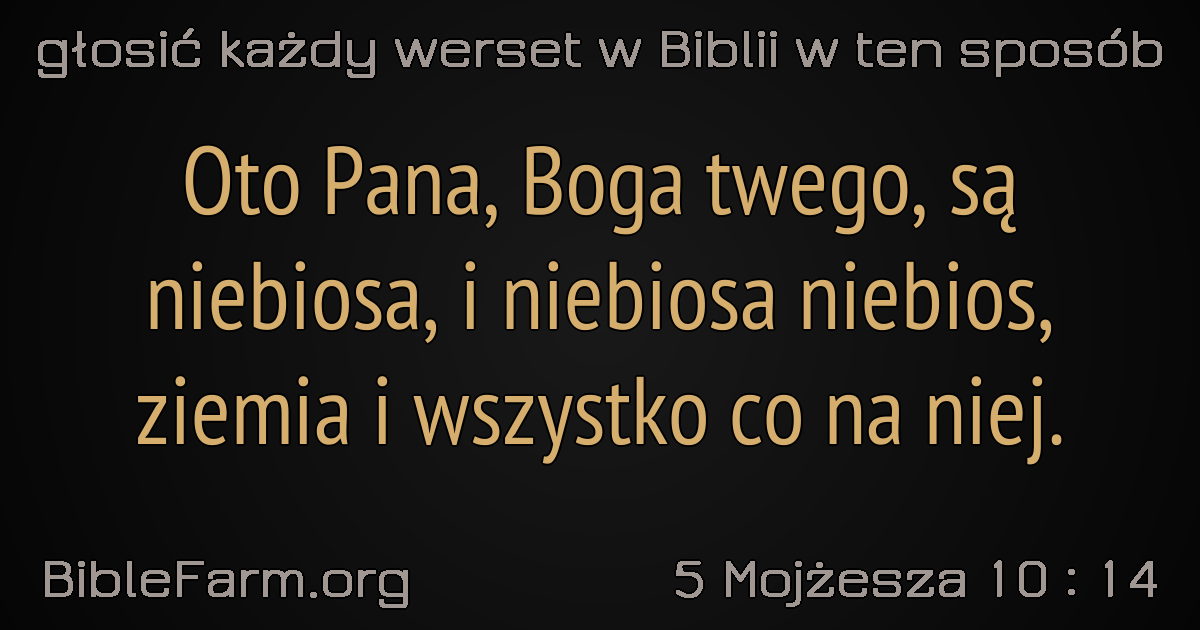 głosić każdy werset w Biblii w ten sposób
Oto Pana, Boga twego, są
niebiosa, i niebiosa niebios,
ziemia i wszystko co na niej.
BibleFarm.org
5 Mojżesza 10 : 14